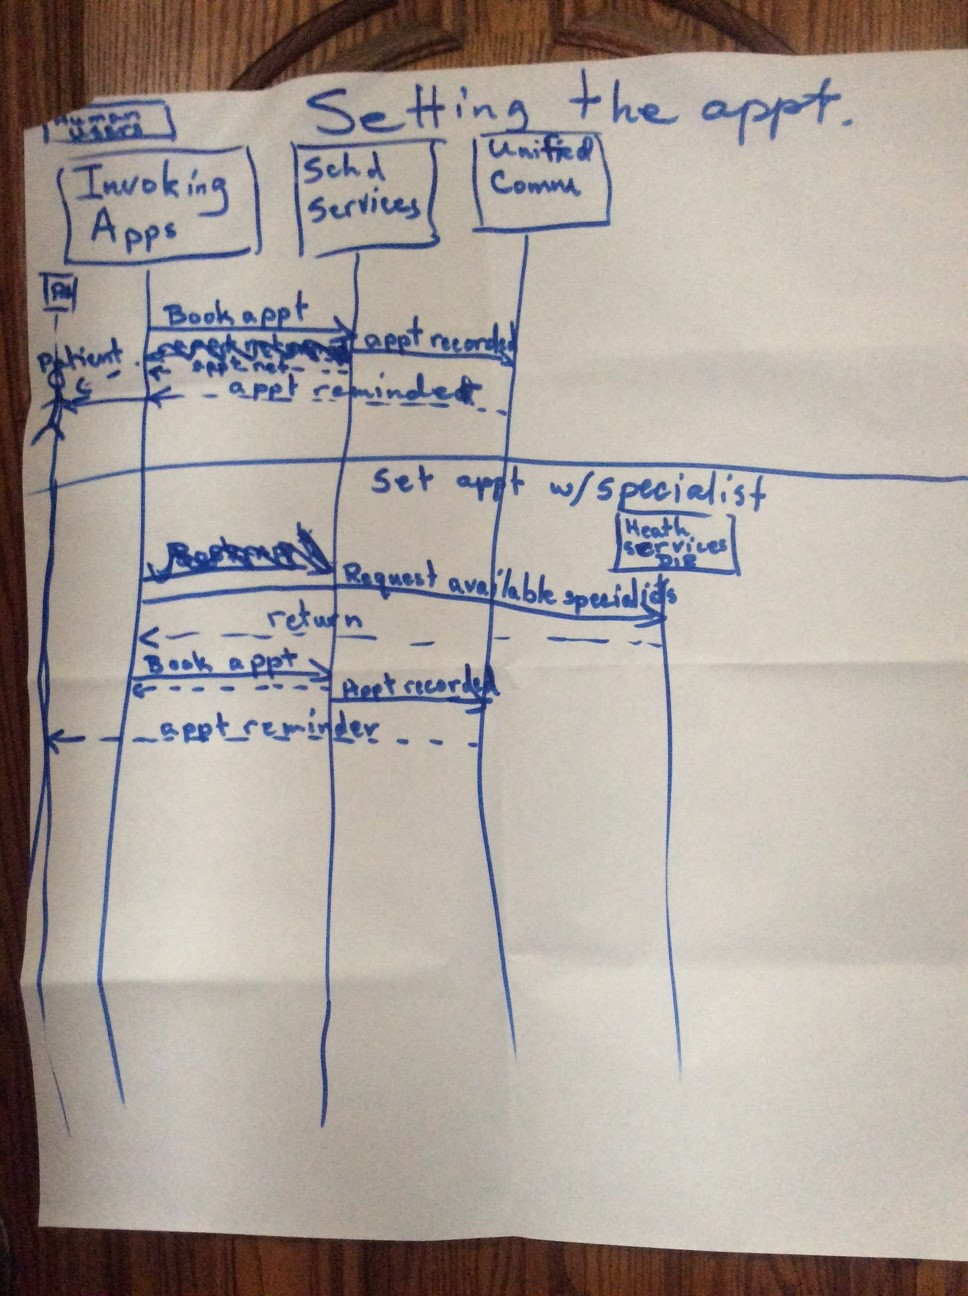 Setting the appt.
Human
Users
Invoking
Apps
Schd
Services
Unified
Comm
Book appt
appt recorded
Patient
appt ret
appt reminder
Set appt w/specialist
Heath
services
DIR
Request available specialists
return
Book appt
Appt recorded
appt reminder